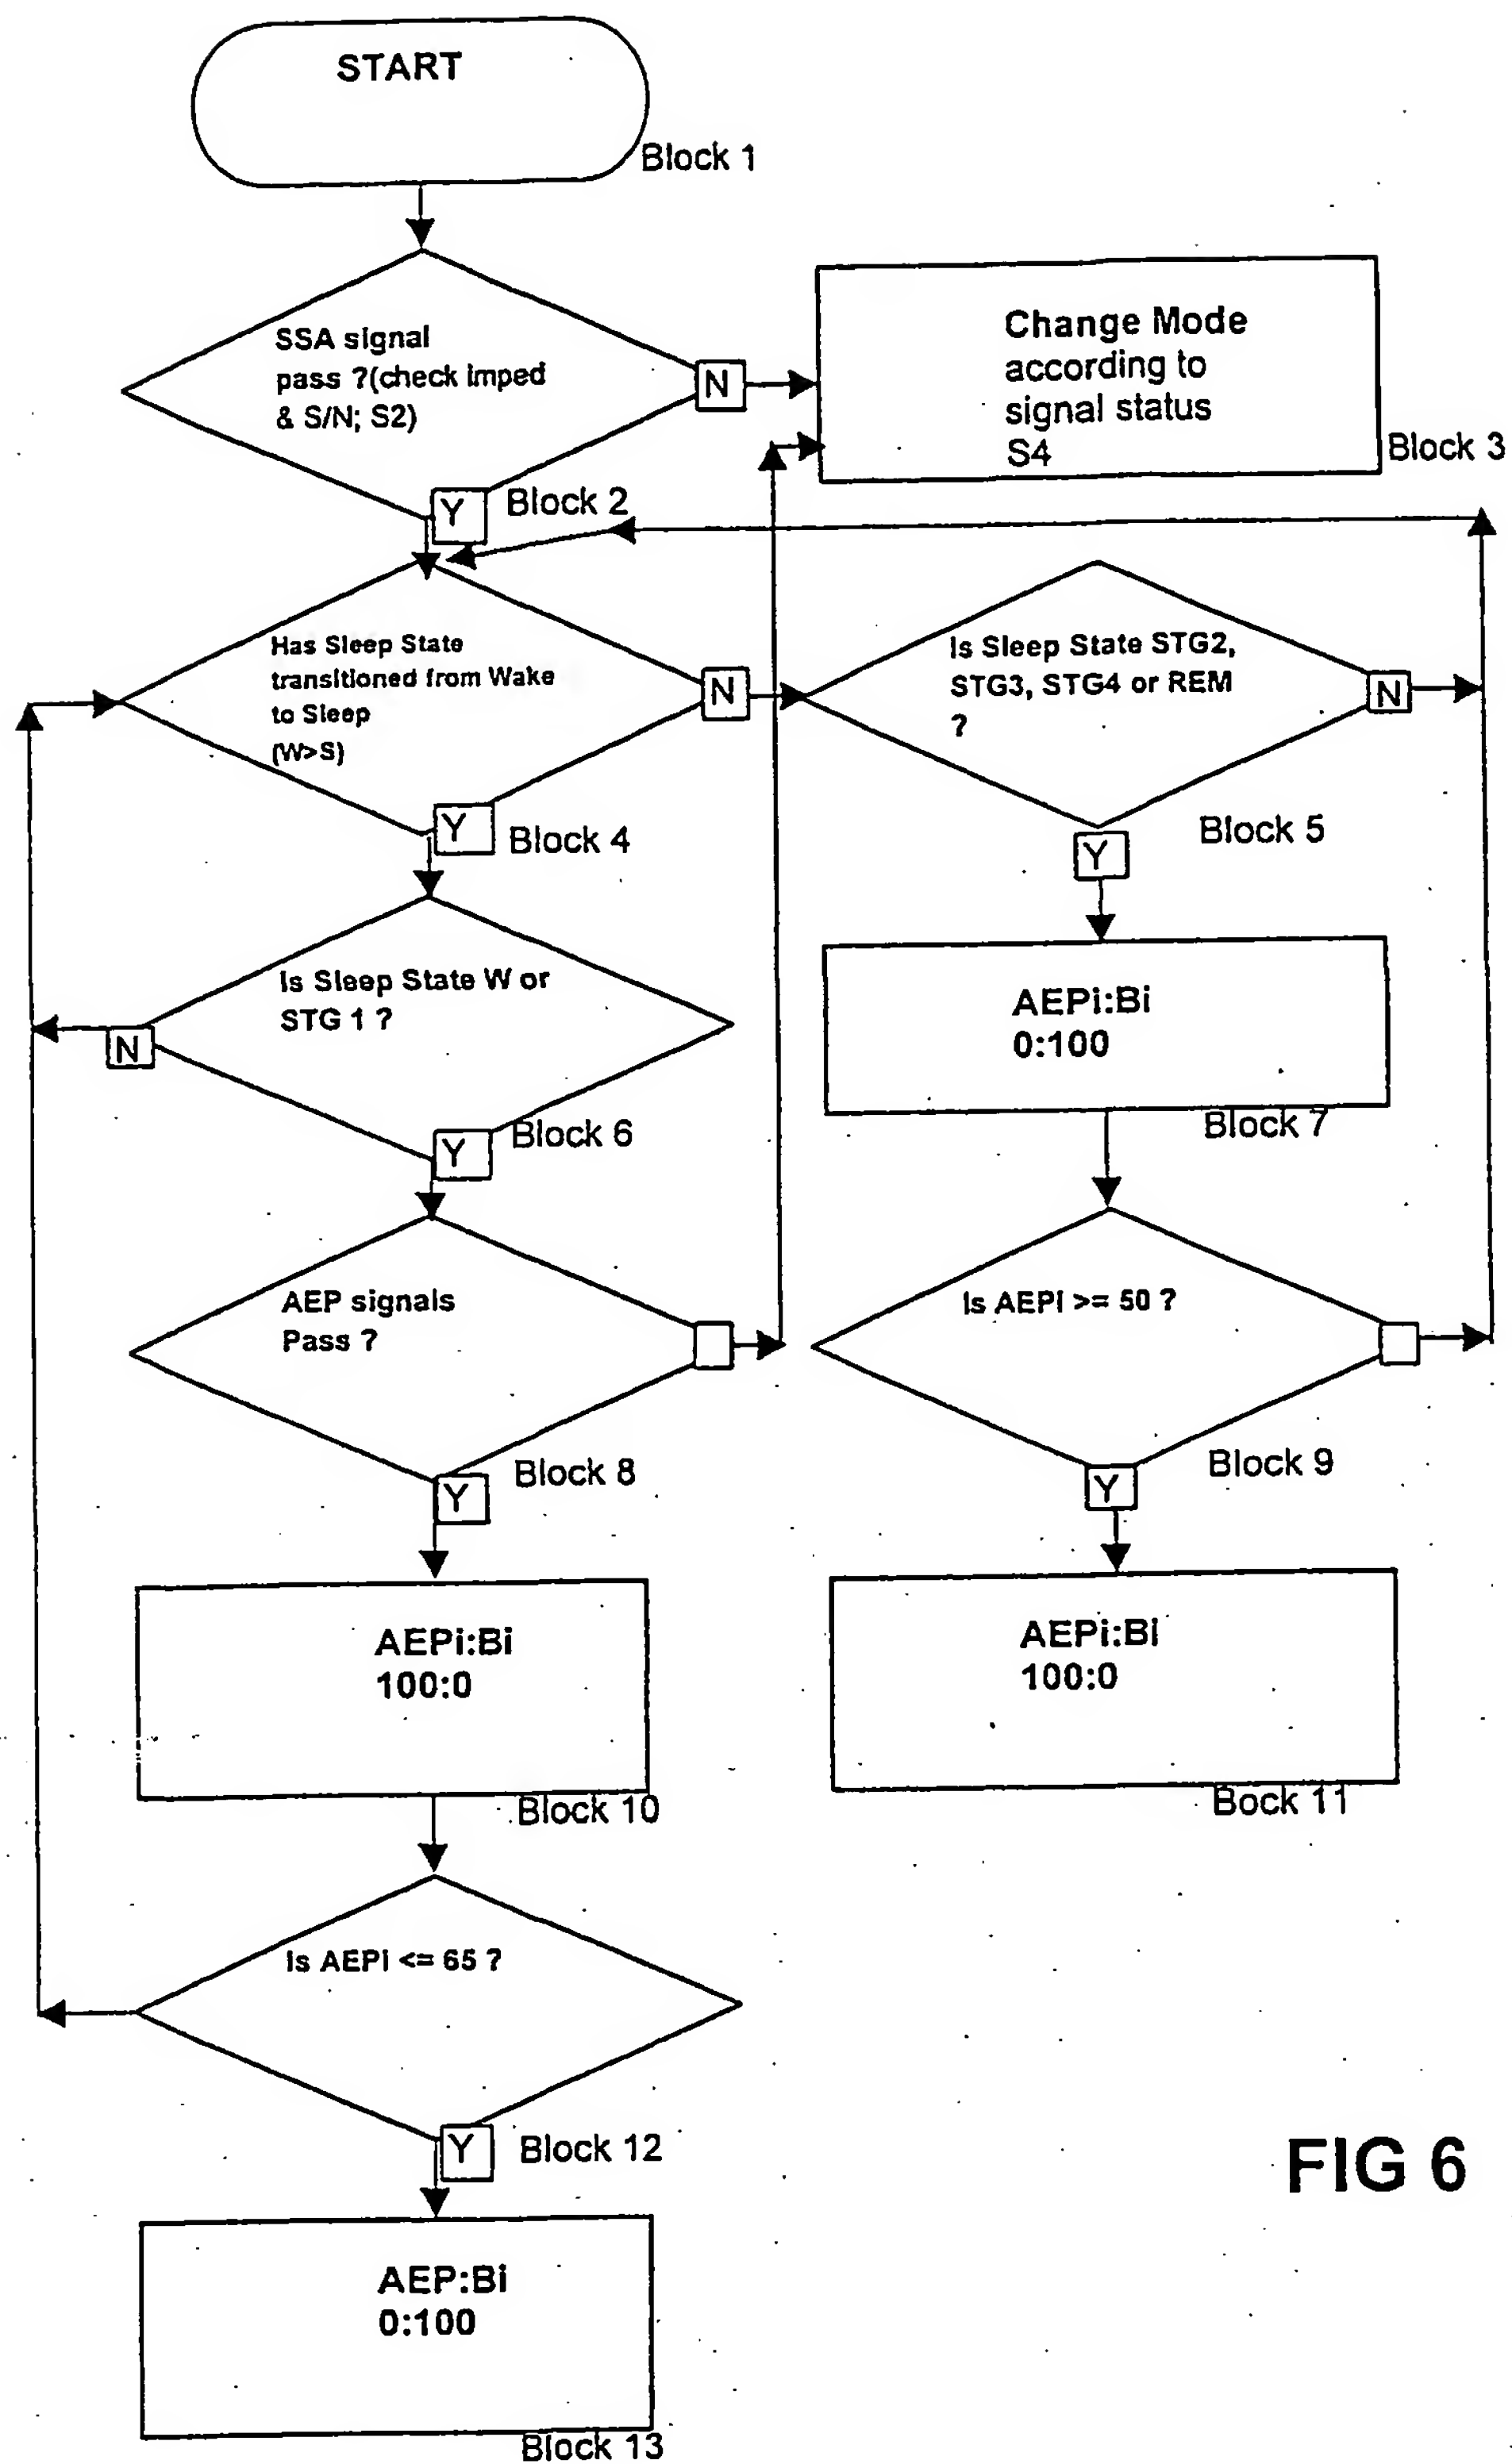 START
Block 1
SSA signal
pass ?(check imped
& S/N; S2)
N
Y
Block 2
Change Mode
according to
signal status
S4
Block 3
Has Sleep State
transitioned from Wake
to Sleep
(W>S)
N
Y
Block 4
Is Sleep State STG2,
STG3, STG4 or REM
?
N
Y
Block 5
Is Sleep State W or
STG 1 ?
N
Y
Block 6
AEPi:Bi
0:100
Block 7
AEP signals
Pass ?
Y
Block 8
Is AEPi >= 50 ?
Y
Block 9
AEPi:Bi
100:0
Block 10
AEPi:Bi
100:0
Bock 11
Is AEPi <= 65 ?
Y
Block 12
AEP:Bi
0:100
Block 13
FIG 6